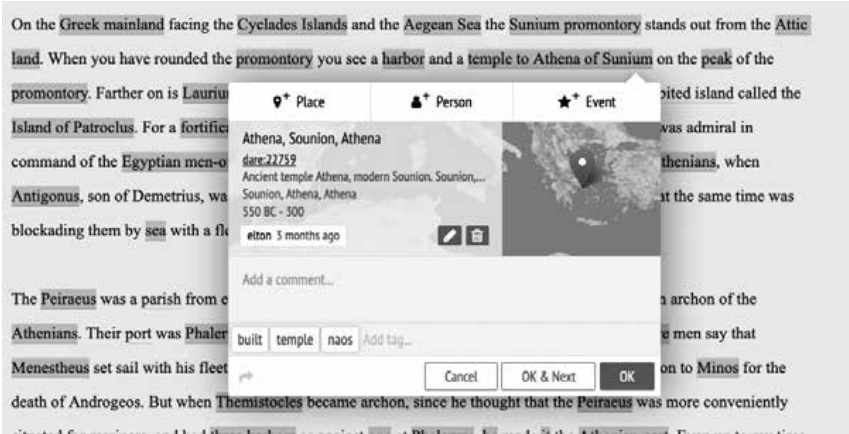 On the Greek mainland facing the Cyclades Islands and the Aegean Sea the Sunium promontory stands out from the Attic
land. When you have rounded the promontory you see a harbor and a temple to Athena of Sunium on the peak of the
promontory. Farther on is Lauriu
bited island called the
Island of Patroclus. For a fortific
was admiral in
command of the Egyptian men-o
thenians, when
Antigonus, son of Demetrius, wa
at the same time was
blockading them by sea with a fle
Place
Person
Event
Athena, Sounion, Athena
dare:22759
Ancient temple Athena, modern Sounion. Sounion,...
Sounion, Athena, Athena
550 BC - 300
elton 3 months ago
Add a comment...
built temple naos Add tag...
Cancel OK & Next OK
The Peiraeus was a parish from e
archon of the
Athenians. Their port was Phaler
men say that
Menestheus set sail with his fleet
on to Minos for the
death of Androgeos. But when Themistocles became archon, since he thought that the Peiraeus was more conveniently